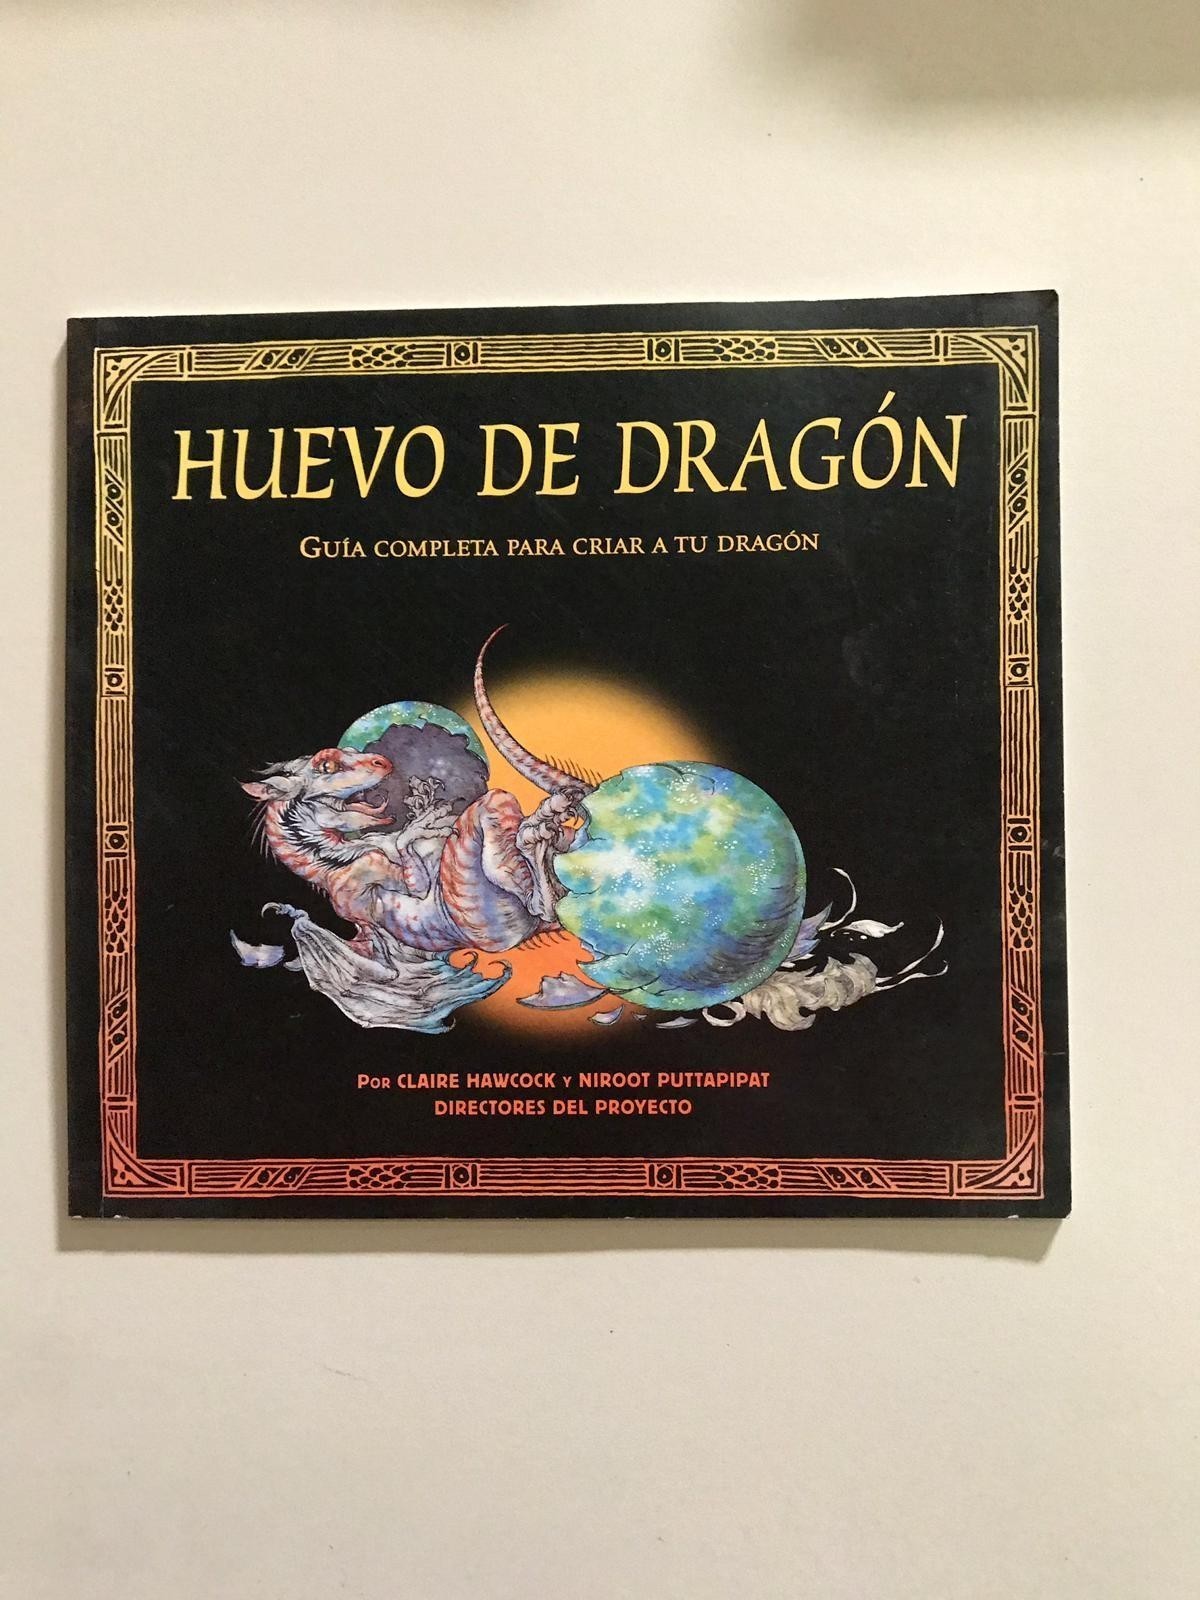 HUEVO DE DRAGÓN
GUÍA COMPLETA PARA CRIAR A TU DRAGÓN
POR CLAIRE HAWCOCK Y NIROOT PUTTAPIPAT
DIRECTORES DEL PROYECTO